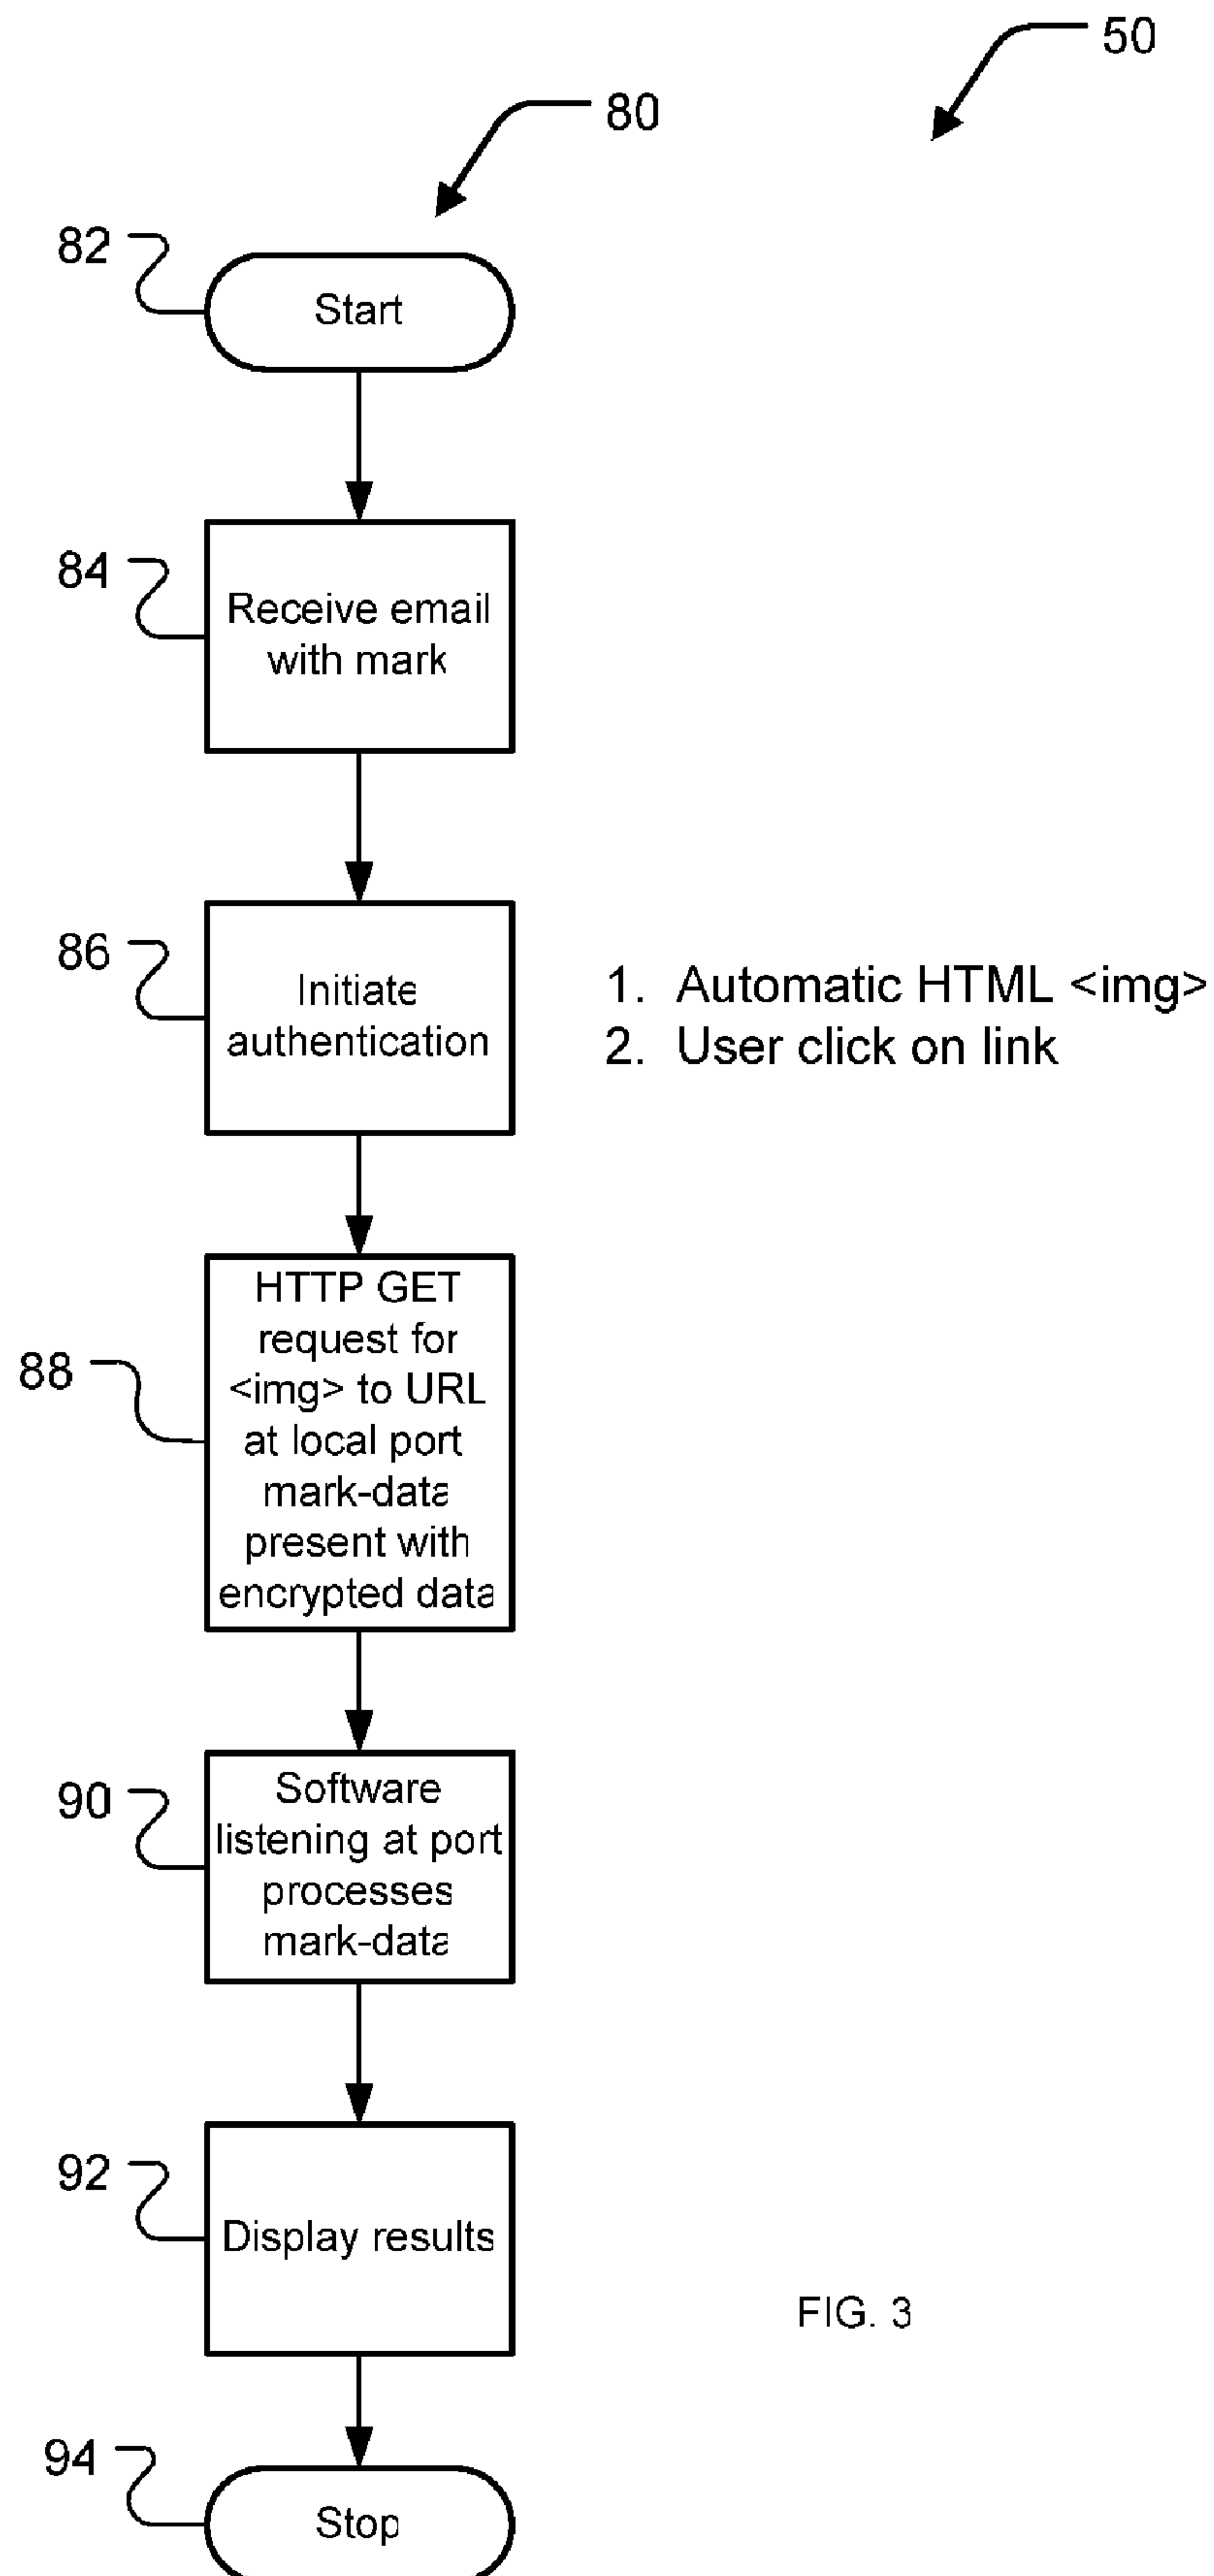 50
80
82
Start
84
Receive email
with mark
86
Initiate
authentication
1. Automatic HTML <img>
2. User click on link
88
HTTP GET
request for
<img> to URL
at local port
mark-data
present with
encrypted data
90
Software
listening at port
processes
mark-data
92
Display results
FIG. 3
94
Stop